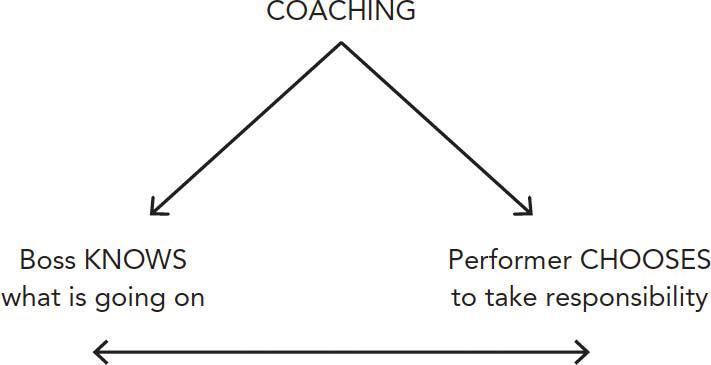 COACHING
Boss KNOWS
what is going on
Performer CHOOSES
to take responsibility